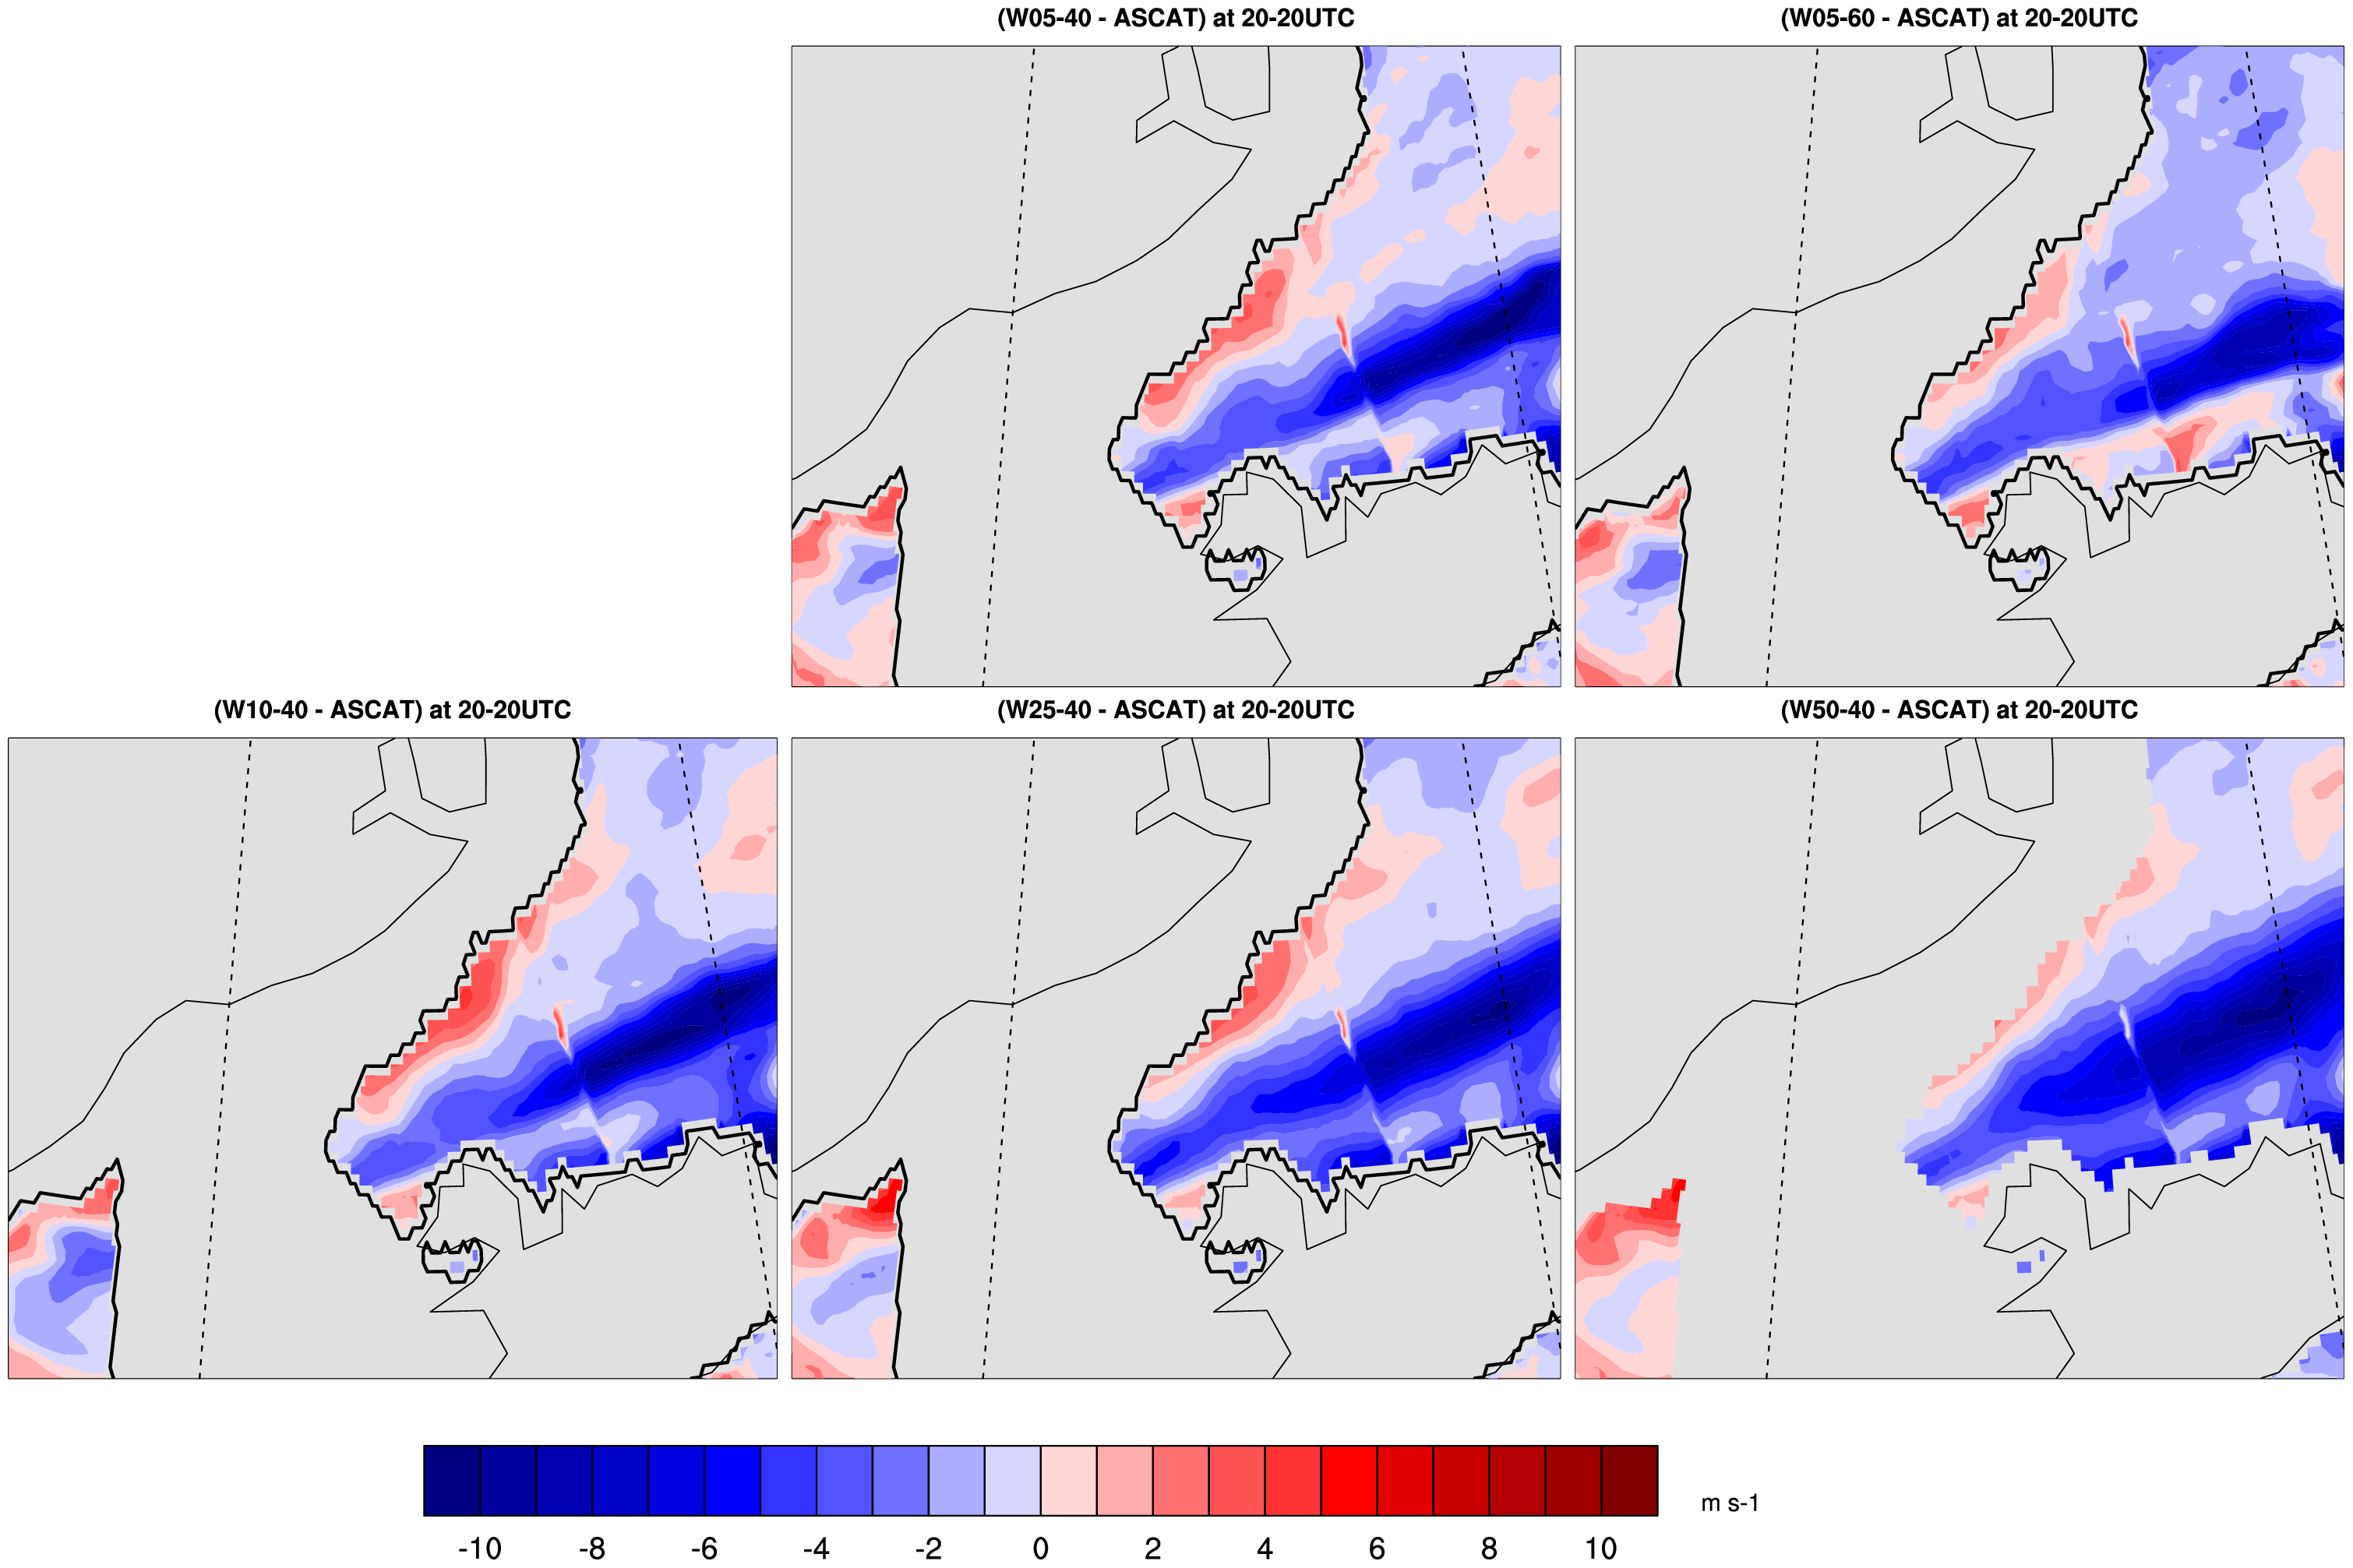 (W05-40 - ASCAT) at 20-20UTC
(W05-60 - ASCAT) at 20-20UTC
(W10-40 - ASCAT) at 20-20UTC
(W25-40 - ASCAT) at 20-20UTC
(W50-40 - ASCAT) at 20-20UTC
m s-1
-10 -8 -6 -4 -2 0 2 4 6 8 10